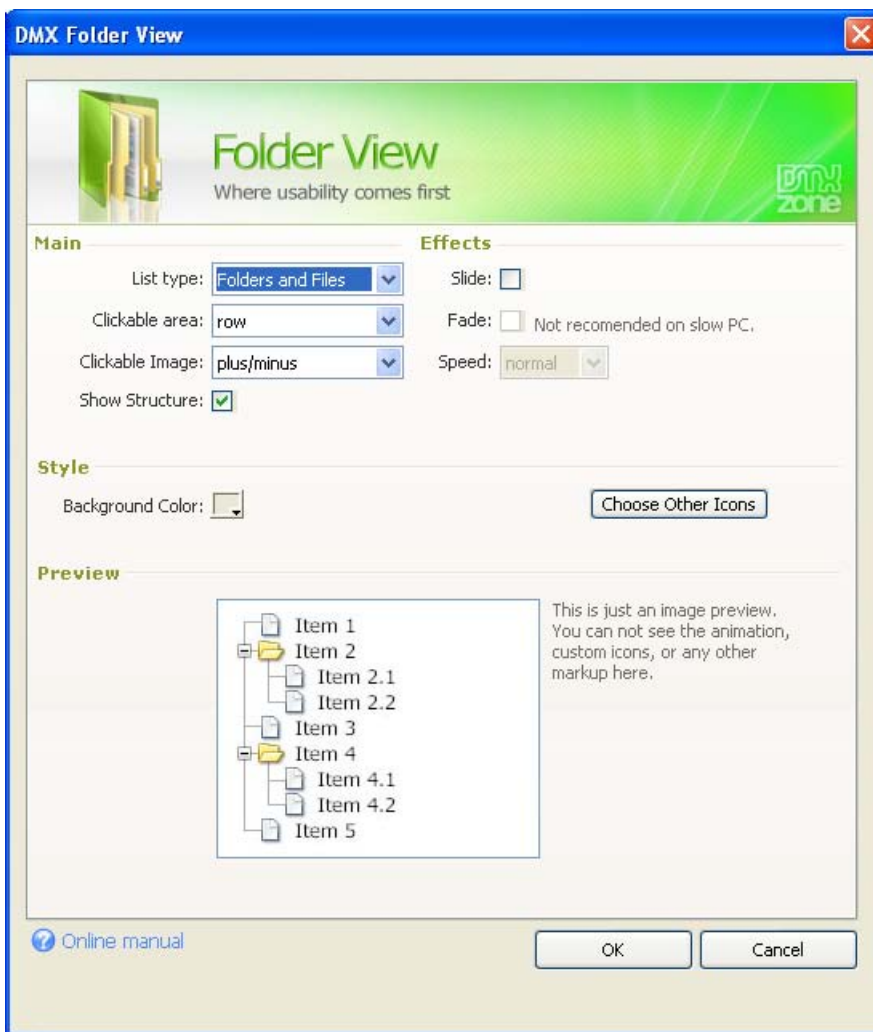 DMX Folder View
Folder View
Where usability comes first
DMX
zone
Main
Effects
List type: Folders and Files
Slide:
Clickable area: row
Fade: Not recomended on slow PC.
Clickable Image: plus/minus
Speed: normal
Show Structure:
Style
Background Color:
Choose Other Icons
Preview
Item 1
Item 2
Item 2.1
Item 2.2
Item 3
Item 4
Item 4.1
Item 4.2
Item 5
This is just an image preview.
You can not see the animation,
custom icons, or any other
markup here.
Online manual
OK
Cancel